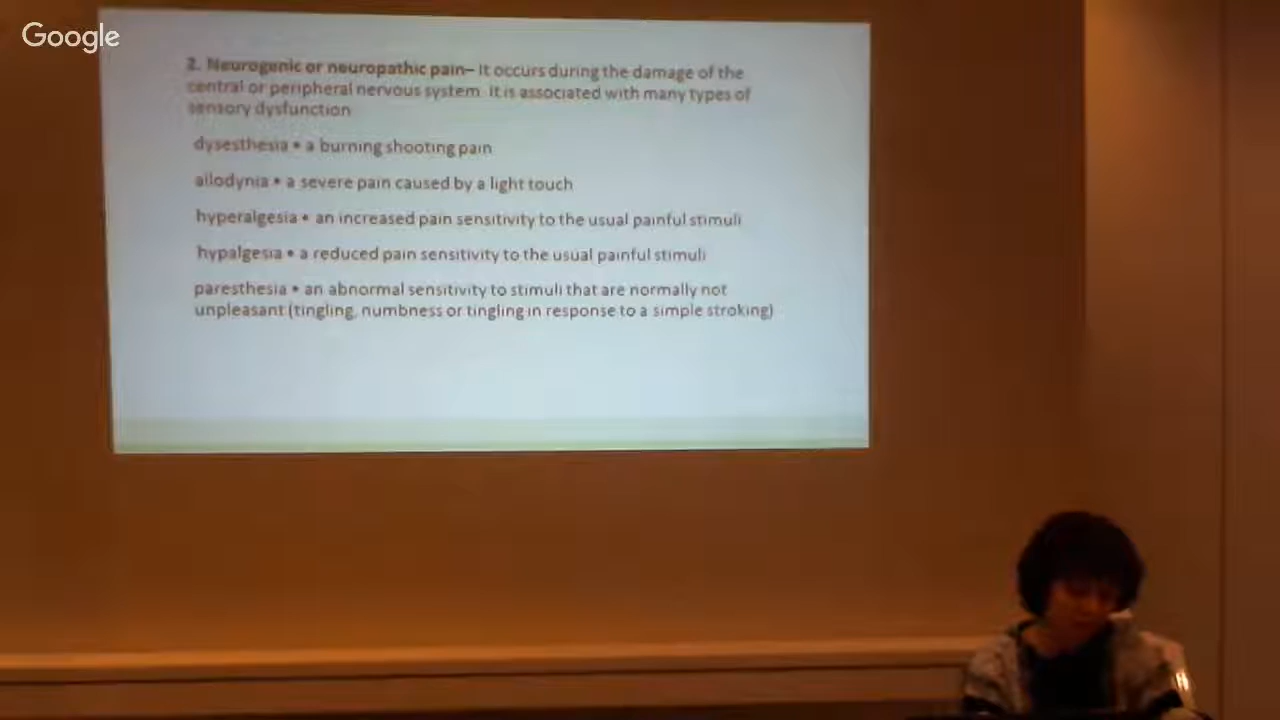 Google
2. Neurogenic or neuropathic pain– It occurs during the damage of the
central or peripheral nervous system. It is associated with many types of
sensory dysfunction
dysesthesia • a burning shooting pain
allodynia • a severe pain caused by a light touch
hyperalgesia • an increased pain sensitivity to the usual painful stimuli
hypalgesia • a reduced pain sensitivity to the usual painful stimuli
paresthesia • an abnormal sensitivity to stimuli that are normally not
unpleasant (tingling, numbness or tingling in response to a simple stroking)